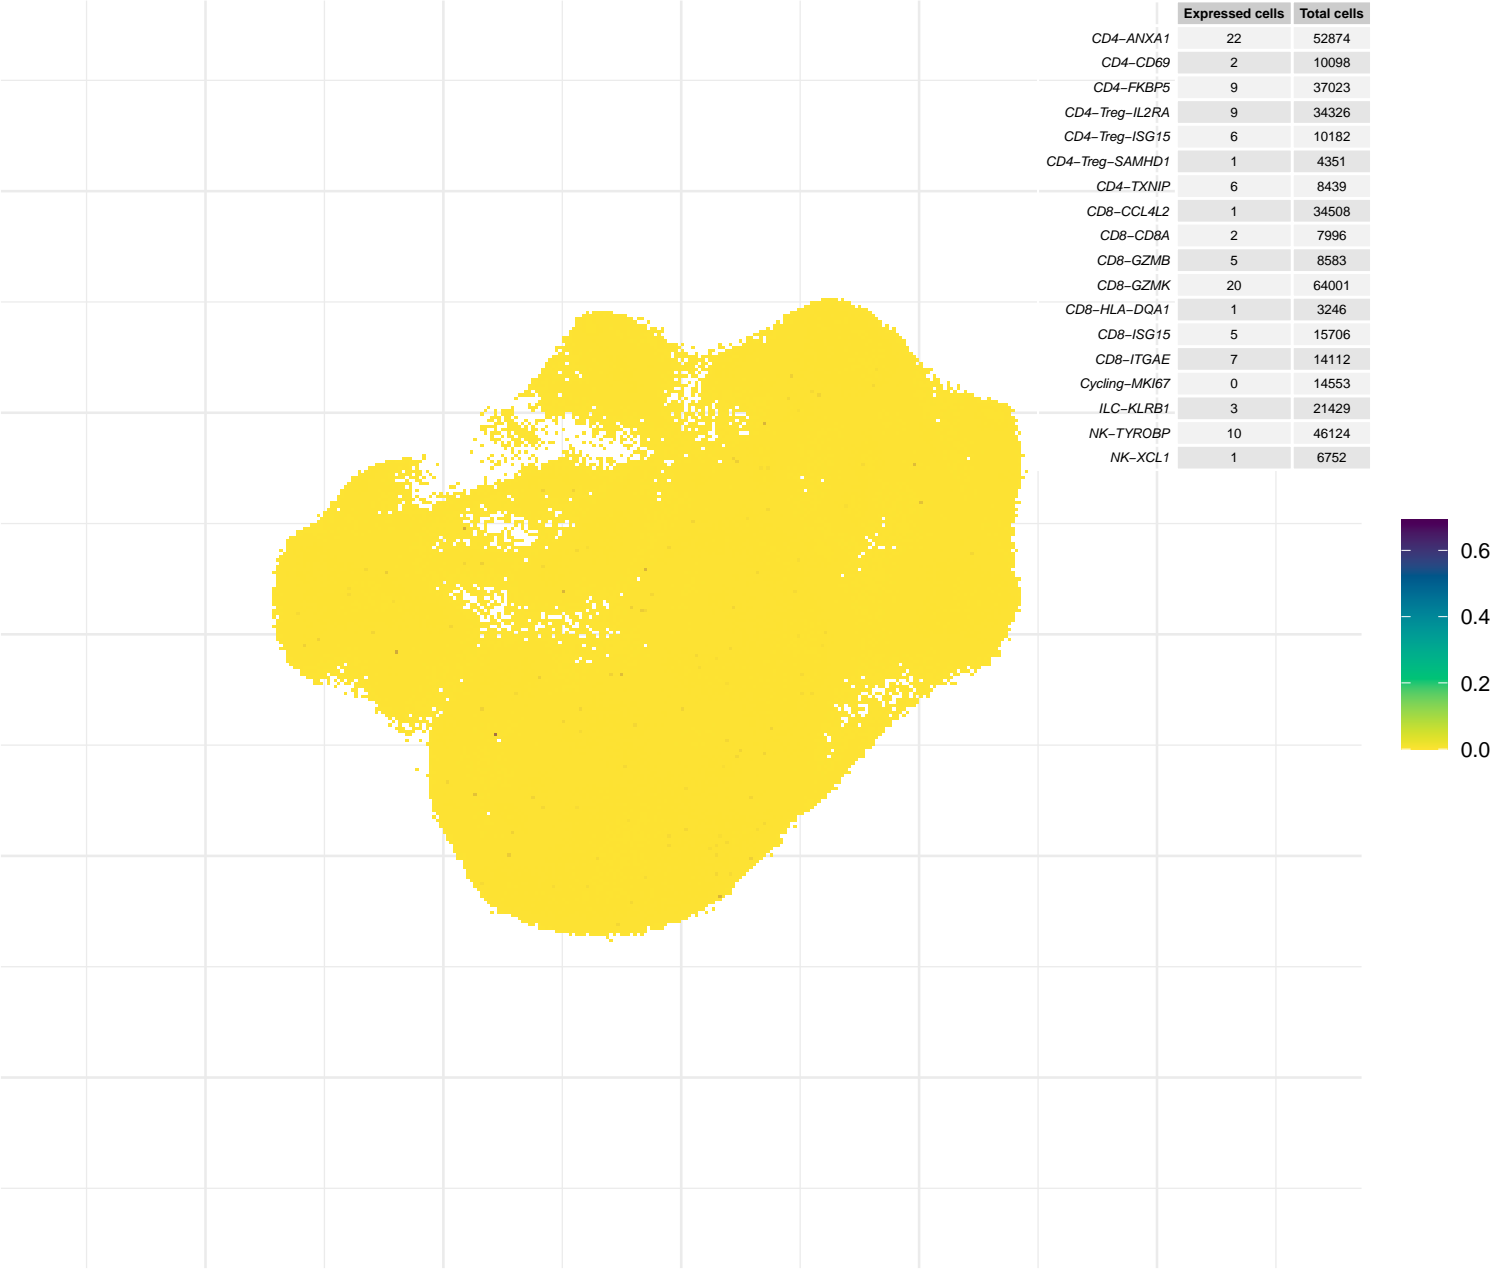 Expressed cells Total cells
CD4−ANXA1 22 52874
CD4−CD69 2 10098
CD4−FKBP5 9 37023
CD4−Treg−IL2RA 9 34326
CD4−Treg−ISG15 6 10182
CD4−Treg−SAMHD1 1 4351
CD4−TXNIP 6 8439
CD8−CCL4L2 1 34508
CD8−CD8A 2 7996
CD8−GZMB 5 8583
CD8−GZMK 20 64001
CD8−HLA−DQA1 1 3246
CD8−ISG15 5 15706
CD8−ITGAE 7 14112
Cycling−MKI67 0 14553
ILC−KLRB1 3 21429
NK−TYROBP 10 46124
NK−XCL1 1 6752
0.6
0.4
0.2
0.0